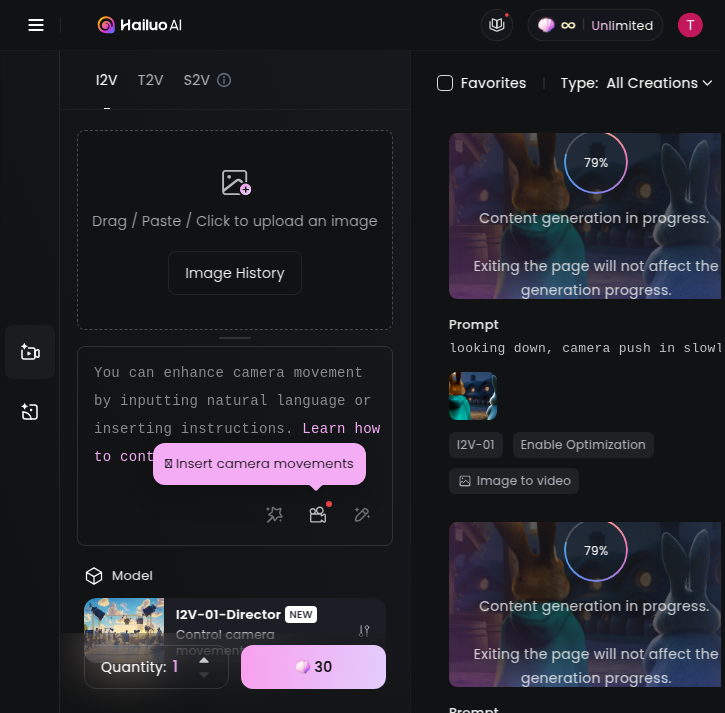 Hailuo AI
∞ Unlimited
T
I2V T2V S2V
Favorites
Type: All Creations
Drag / Paste / Click to upload an image
Image History
You can enhance camera movement
by inputting natural language or
inserting instructions. Learn how
to cont
Insert camera movements
Model
I2V-01-Director NEW
Control camera
movement
Quantity: 1
30
79%
Content generation in progress.
Exiting the page will not affect the
generation progress.
Prompt
looking down, camera push in slowl
I2V-01
Enable Optimization
Image to video
79%
Content generation in progress.
Exiting the page will not affect the
generation progress.
Prompt